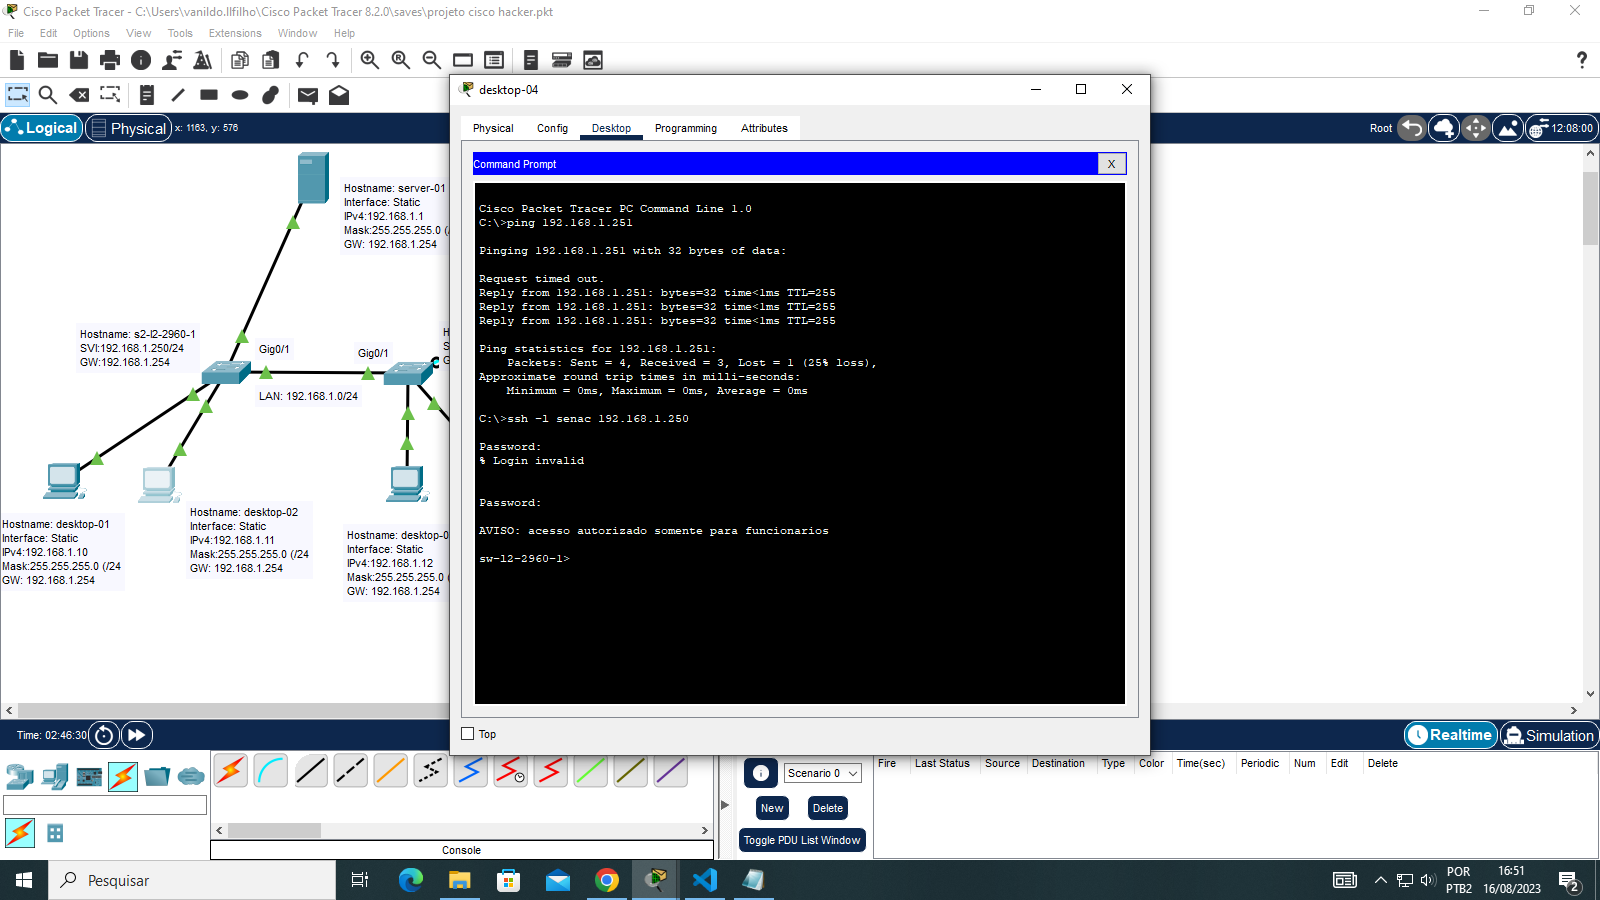 Cisco Packet Tracer - C:\Users\vanildo.llfilho\Cisco Packet Tracer 8.2.0\saves\projeto cisco hacker.pkt
File Edit Options View Tools Extensions Window Help
Logical Physical x: 1163, y: 576
Root 12:08:00
desktop-04
Physical Config Desktop Programming Attributes
Command Prompt X
Cisco Packet Tracer PC Command Line 1.0
C:\>ping 192.168.1.251
Pinging 192.168.1.251 with 32 bytes of data:
Request timed out.
Reply from 192.168.1.251: bytes=32 time<1ms TTL=255
Reply from 192.168.1.251: bytes=32 time<1ms TTL=255
Reply from 192.168.1.251: bytes=32 time<1ms TTL=255
Ping statistics for 192.168.1.251:
Packets: Sent = 4, Received = 3, Lost = 1 (25% loss),
Approximate round trip times in milli-seconds:
Minimum = 0ms, Maximum = 0ms, Average = 0ms
C:\>ssh -l senac 192.168.1.250
Password:
% Login invalid
Password:
AVISO: acesso autorizado somente para funcionarios
sw-l2-2960-1>
Top
Hostname: server-01
Interface: Static
IPv4:192.168.1.1
Mask:255.255.255.0 (/
GW: 192.168.1.254
Hostname: s2-l2-2960-1
SVI:192.168.1.250/24
GW:192.168.1.254
Gig0/1
Gig0/1
H
S
G
LAN: 192.168.1.0/24
Hostname: desktop-01
Interface: Static
IPv4:192.168.1.10
Mask:255.255.255.0 (/24
GW: 192.168.1.254
Hostname: desktop-02
Interface: Static
IPv4:192.168.1.11
Mask:255.255.255.0 (/24
GW: 192.168.1.254
Hostname: desktop-0
Interface: Static
IPv4:192.168.1.12
Mask:255.255.255.0 (
GW: 192.168.1.254
Time: 02:46:30
Realtime Simulation
Scenario 0
New Delete
Toggle PDU List Window
Fire Last Status Source Destination Type Color Time(sec) Periodic Num Edit Delete
Console
Pesquisar
POR
PTB2
16:51
16/08/2023
2